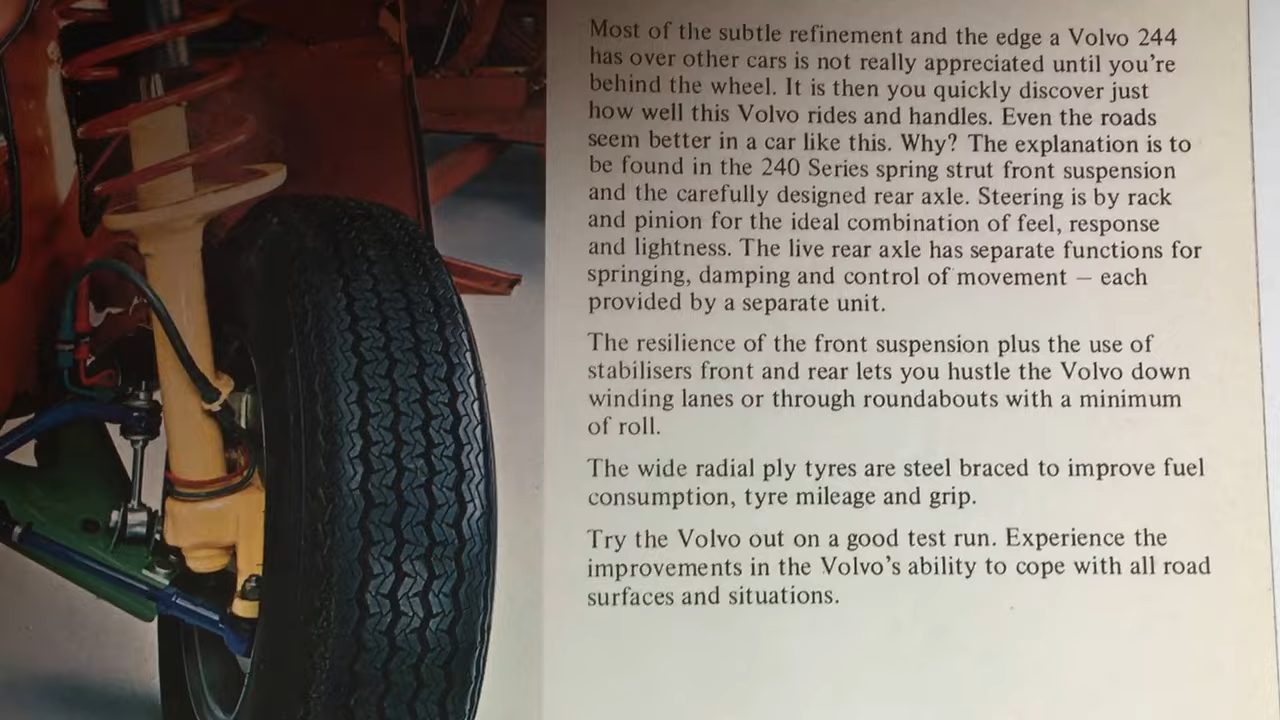 Most of the subtle refinement and the edge a Volvo 244
has over other cars is not really appreciated until you're
behind the wheel. It is then you quickly discover just
how well this Volvo rides and handles. Even the roads
seem better in a car like this. Why? The explanation is to
be found in the 240 Series spring strut front suspension
and the carefully designed rear axle. Steering is by rack
and pinion for the ideal combination of feel, response
and lightness. The live rear axle has separate functions for
springing, damping and control of movement – each
provided by a separate unit.
The resilience of the front suspension plus the use of
stabilisers front and rear lets you hustle the Volvo down
winding lanes or through roundabouts with a minimum
of roll.
The wide radial ply tyres are steel braced to improve fuel
consumption, tyre mileage and grip.
Try the Volvo out on a good test run. Experience the
improvements in the Volvo's ability to cope with all road
surfaces and situations.